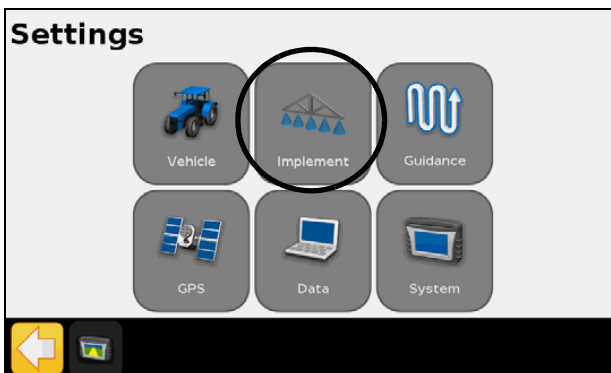 Settings
Vehicle
Implement
Guidance
GPS
Data
System